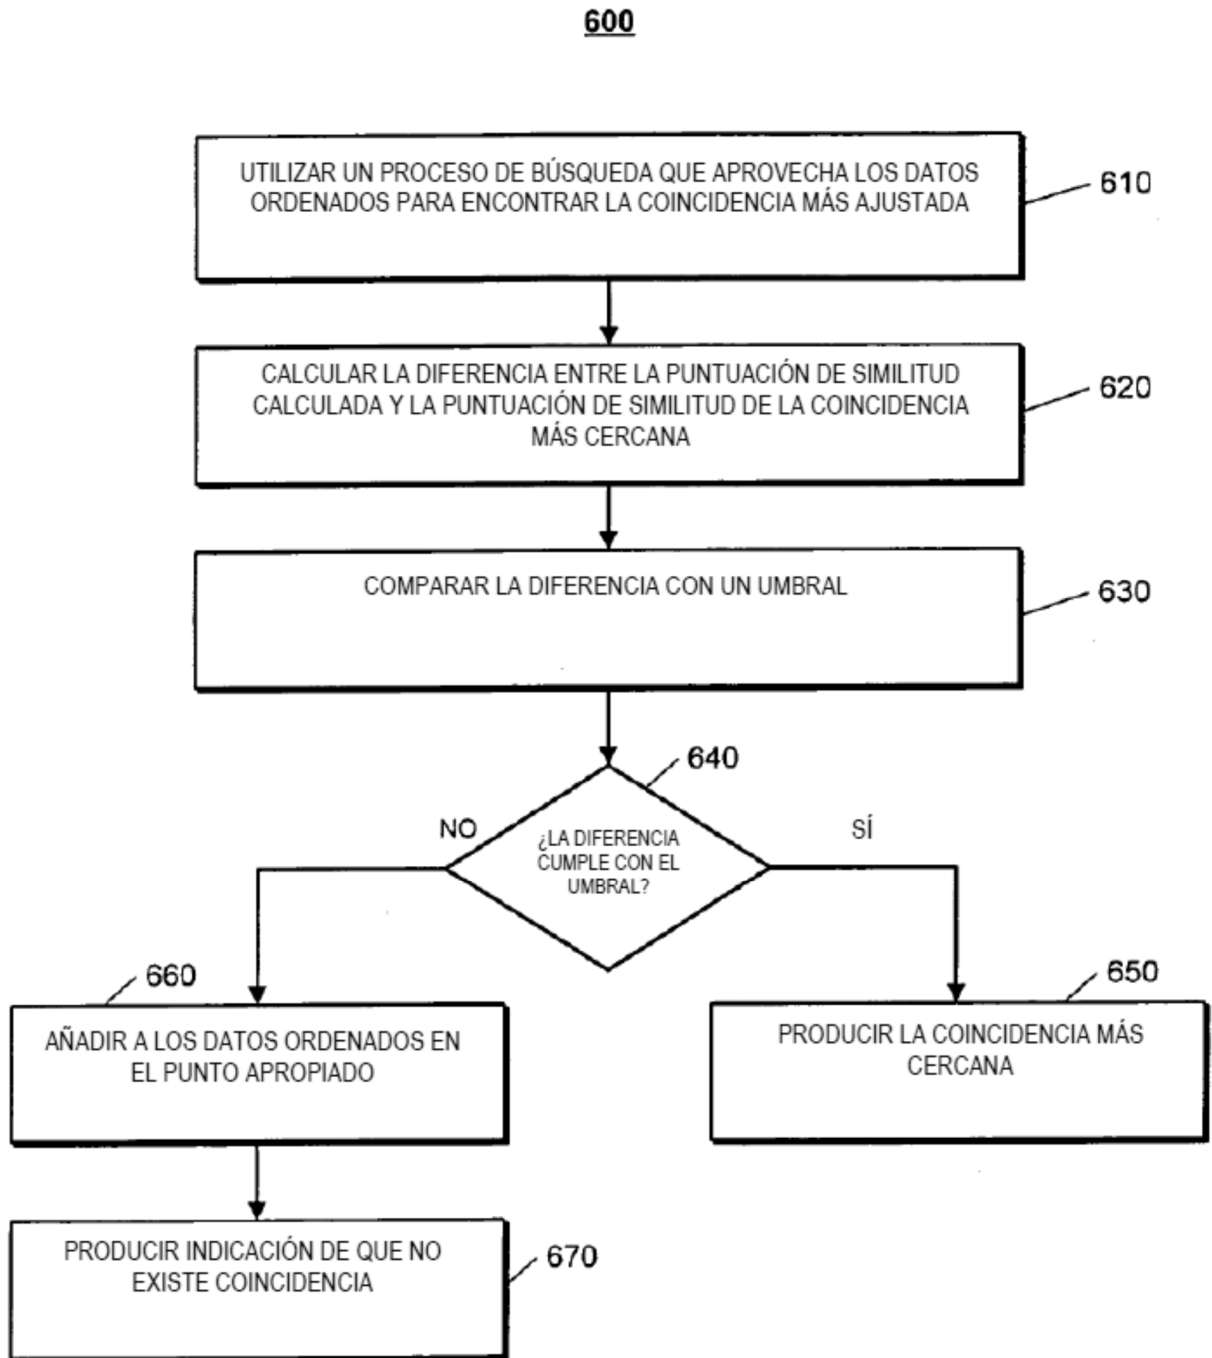 600
UTILIZAR UN PROCESO DE BÚSQUEDA QUE APROVECHA LOS DATOS
ORDENADOS PARA ENCONTRAR LA COINCIDENCIA MÁS AJUSTADA
610
CALCULAR LA DIFERENCIA ENTRE LA PUNTUACIÓN DE SIMILITUD
CALCULADA Y LA PUNTUACIÓN DE SIMILITUD DE LA COINCIDENCIA
MÁS CERCANA
620
COMPARAR LA DIFERENCIA CON UN UMBRAL
630
640
NO
¿LA DIFERENCIA
CUMPLE CON EL
UMBRAL?
SÍ
660
AÑADIR A LOS DATOS ORDENADOS EN
EL PUNTO APROPIADO
650
PRODUCIR LA COINCIDENCIA MÁS
CERCANA
PRODUCIR INDICACIÓN DE QUE NO
EXISTE COINCIDENCIA
670